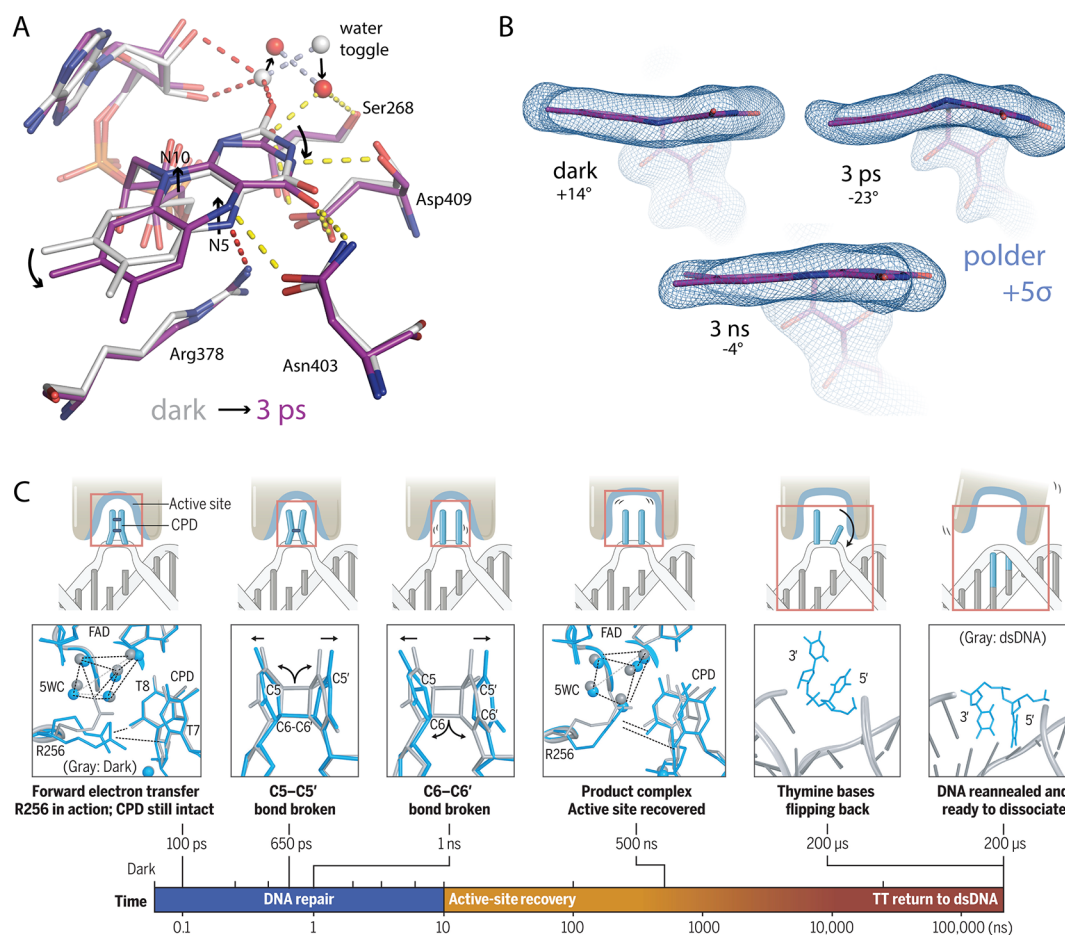 A
water
toggle
Ser268
N10
N5
Asp409
Arg378
Asn403
dark → 3 ps
B
dark
+14°
3 ps
-23°
3 ns
-4°
polder
+5σ
C
Active site
CPD
FAD
5WC
T8
CPD
T7
R256
(Gray: Dark)
C5
C5′
C6-C6′
C5
C5′
C6
C6′
FAD
5WC
CPD
R256
3′
5′
(Gray: dsDNA)
3′
5′
Forward electron transfer
R256 in action; CPD still intact
C5–C5′
bond broken
C6–C6′
bond broken
Product complex
Active site recovered
Thymine bases
flipping back
DNA reannealed and
ready to dissociate
100 ps
650 ps
1 ns
500 ns
200 µs
200 µs
Dark
Time
DNA repair
Active-site recovery
TT return to dsDNA
0.1
1
10
100
1000
10,000
100,000 (ns)